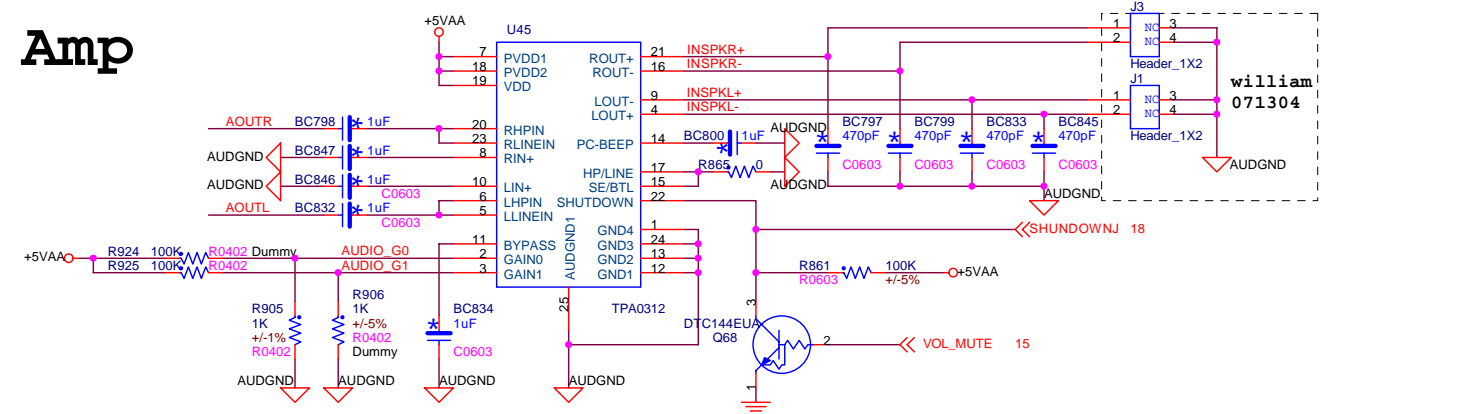 Amp
+5VAA
U45
J3
7 PVDD1 ROUT+ 21 INSPKR+ 1 NC 3
18 PVDD2 ROUT- 16 INSPKR- 2 NC 4
19 VDD
Header_1X2
william
071304
J1
LOUT- 9 INSPKL+ 1 NC 3
LOUT+ 4 INSPKL- 2 NC 4
Header_1X2
AOUTR BC798 1uF 20 RHPIN
23 RLINEIN PC-BEEP 14 BC800 1uF AUDGND
AUDGND BC847 1uF 8 RIN+
BC797 BC799 BC833 BC845
470pF 470pF 470pF 470pF
C0603 C0603 C0603 C0603
AUDGND
AUDGND BC846 1uF 10 LIN+ HP/LINE 17 R865 0
C0603
SE/BTL 15 AUDGND
AUDGND
AOUTL BC832 1uF 6 LHPIN SHUTDOWN 22
C0603 5 LLINEIN
GND4 1 SHUNDOWNJ 18
+5VAA R924 100K R0402 Dummy AUDIO_G0 11 BYPASS GND3 24
R925 100K R0402 AUDIO_G1 2 GAIN0 GND2 13
3 GAIN1 GND1 12
AUDGND1
25
TPA0312
R861 100K +5VAA
R0603 +/-5%
R905
1K
+/-1%
R0402
R906
1K
+/-5%
R0402
Dummy
BC834
1uF
C0603
3
DTC144EUA
Q68
2 VOL_MUTE 15
1
AUDGND AUDGND AUDGND AUDGND